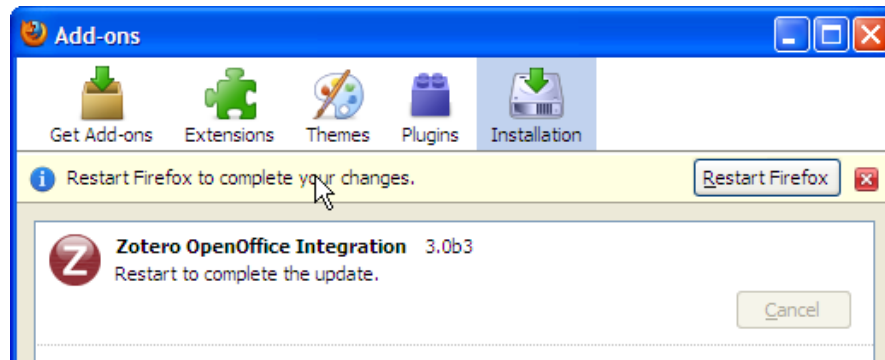 Add-ons
Get Add-ons Extensions Themes Plugins Installation
Restart Firefox to complete your changes. Restart Firefox
Z Zotero OpenOffice Integration 3.0b3
Restart to complete the update.
Cancel